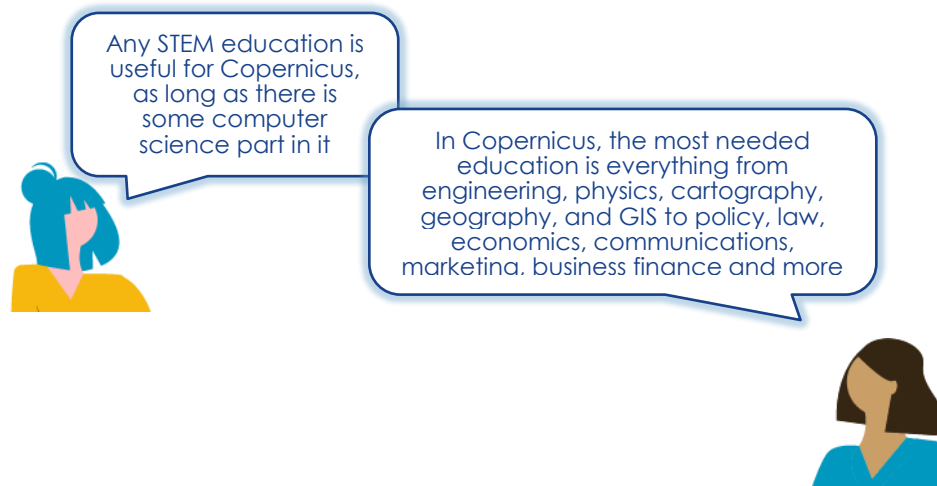 Any STEM education is
useful for Copernicus,
as long as there is
some computer
science part in it
In Copernicus, the most needed
education is everything from
engineering, physics, cartography,
geography, and GIS to policy, law,
economics, communications,
marketing, business finance and more